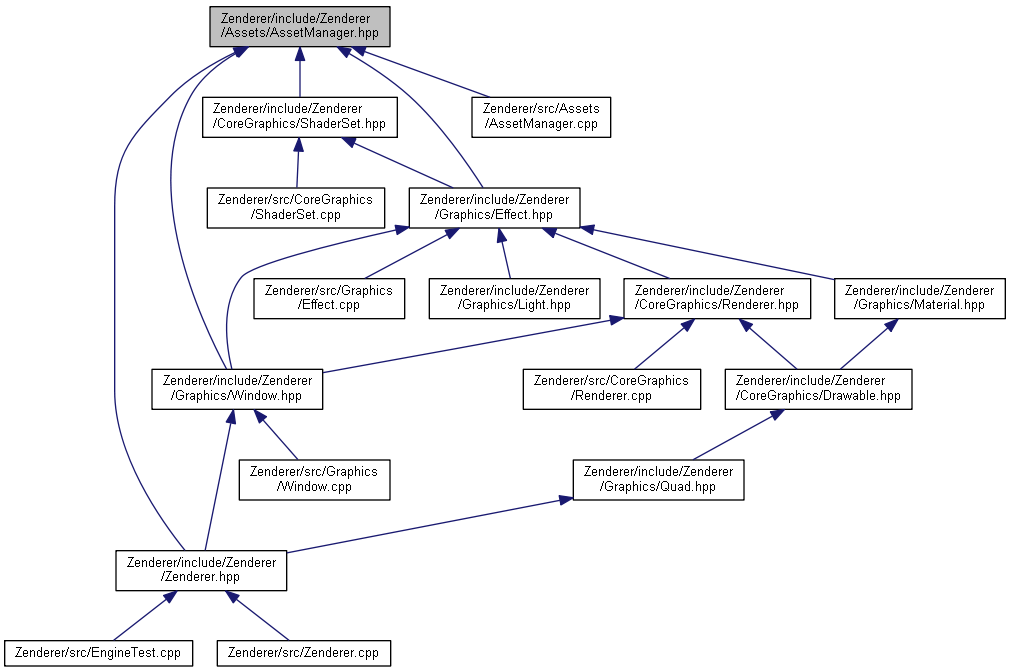 Zenderer/include/Zenderer
/Assets/AssetManager.hpp
Zenderer/include/Zenderer
/CoreGraphics/ShaderSet.hpp
Zenderer/src/Assets
/AssetManager.cpp
Zenderer/src/CoreGraphics
/ShaderSet.cpp
Zenderer/include/Zenderer
/Graphics/Effect.hpp
Zenderer/src/Graphics
/Effect.cpp
Zenderer/include/Zenderer
/Graphics/Light.hpp
Zenderer/include/Zenderer
/CoreGraphics/Renderer.hpp
Zenderer/include/Zenderer
/Graphics/Material.hpp
Zenderer/include/Zenderer
/Graphics/Window.hpp
Zenderer/src/CoreGraphics
/Renderer.cpp
Zenderer/include/Zenderer
/CoreGraphics/Drawable.hpp
Zenderer/src/Graphics
/Window.cpp
Zenderer/include/Zenderer
/Graphics/Quad.hpp
Zenderer/include/Zenderer
/Zenderer.hpp
Zenderer/src/EngineTest.cpp
Zenderer/src/Zenderer.cpp